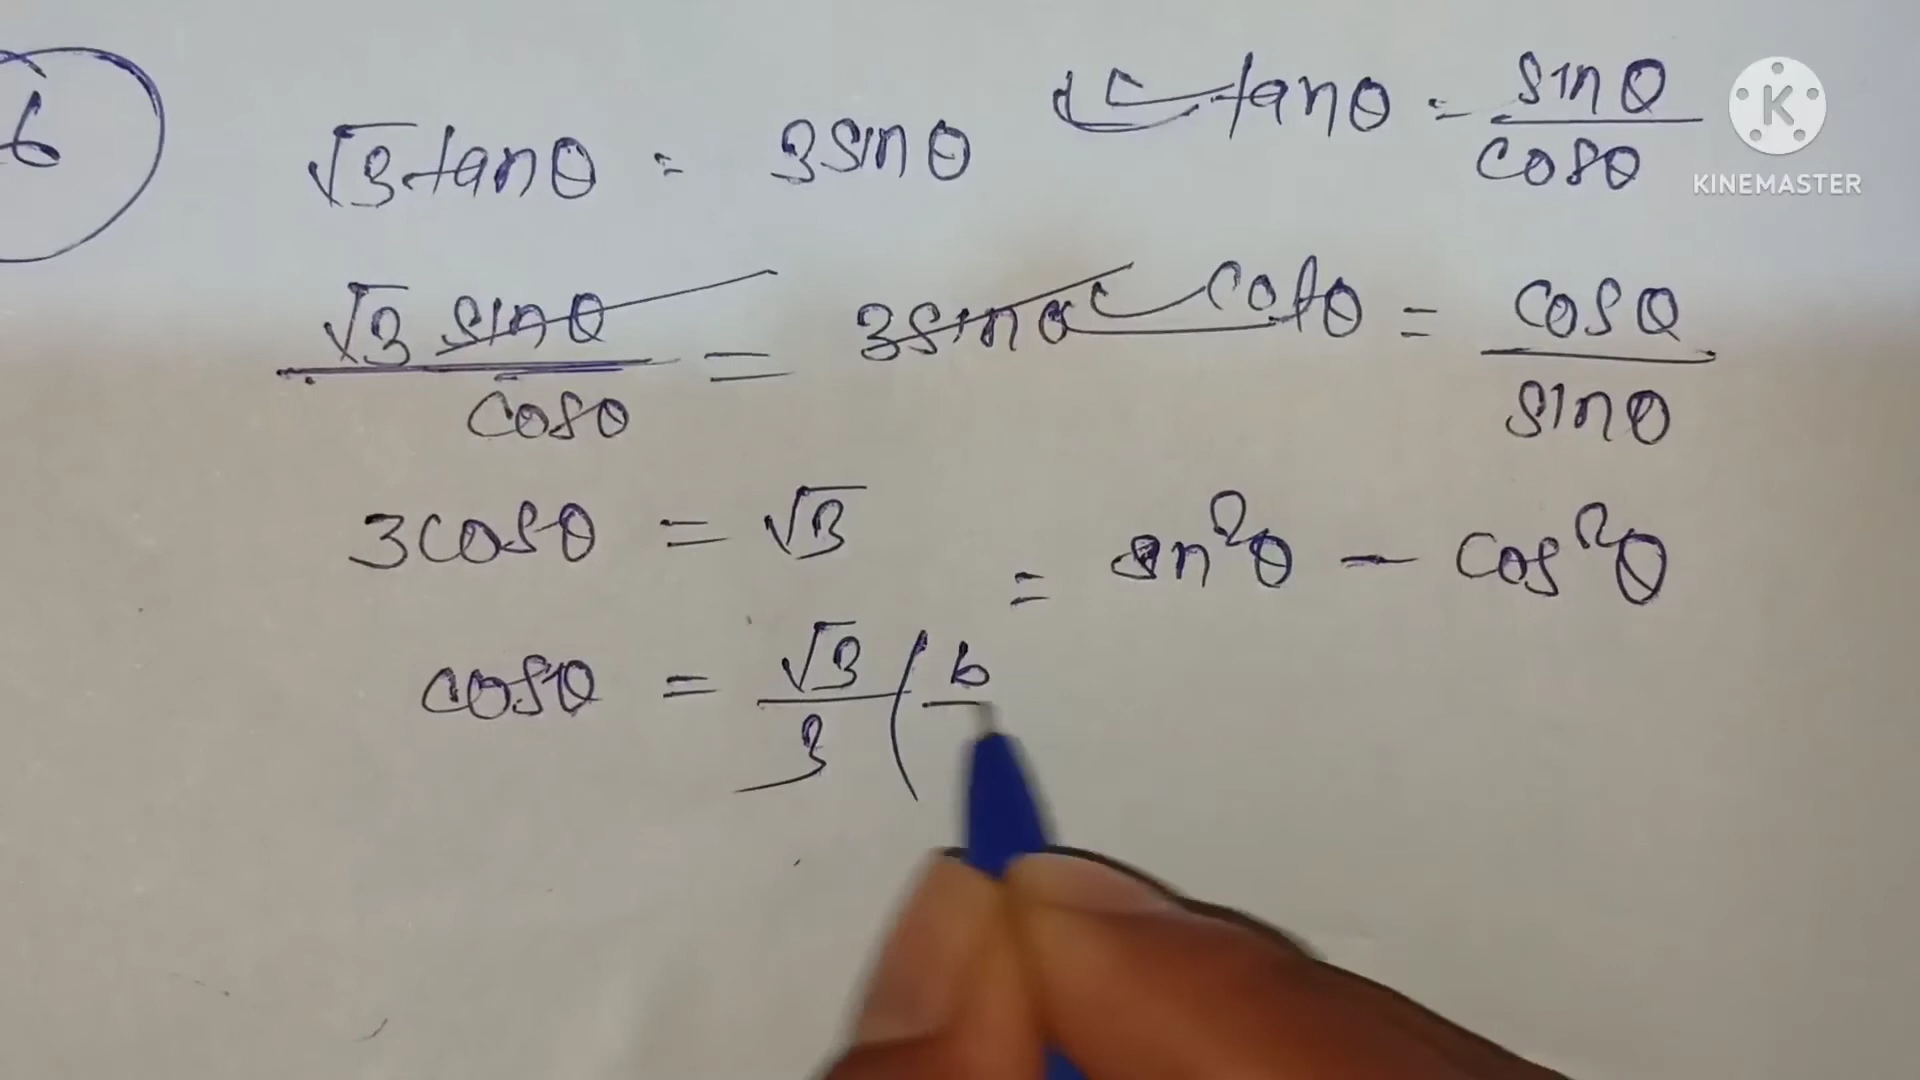 6
√3 tanθ = 3sinθ
tanθ = sinθ/cosθ
KINEMASTER
√3 sinθ/cosθ = 3sinθ
cotθ = cosθ/sinθ
3cosθ = √3
= sn²θ - cos²θ
cosθ = √3/3 ( b